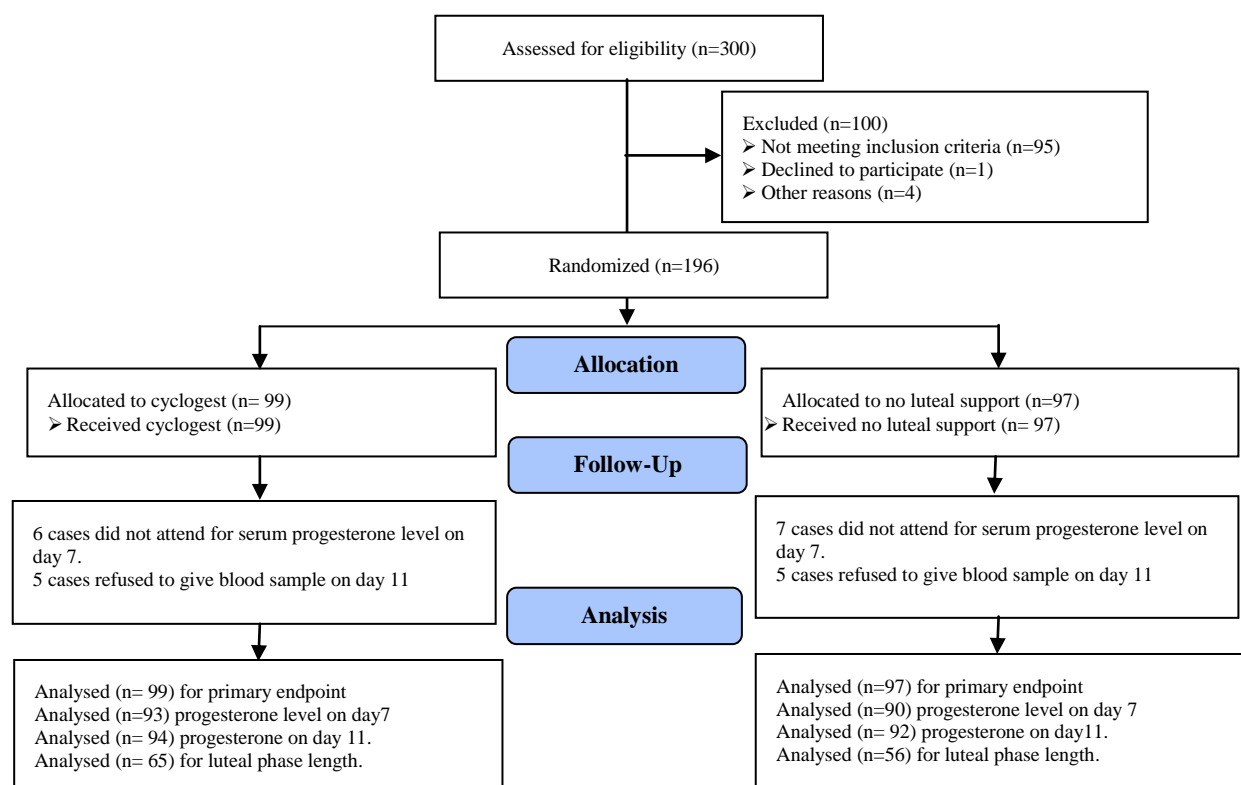 Assessed for eligibility (n=300)
Excluded (n=100)
➢ Not meeting inclusion criteria (n=95)
➢ Declined to participate (n=1)
➢ Other reasons (n=4)
Randomized (n=196)
Allocation
Allocated to cyclogest (n= 99)
➢ Received cyclogest (n=99)
Allocated to no luteal support (n=97)
➢ Received no luteal support (n= 97)
Follow-Up
6 cases did not attend for serum progesterone level on
day 7.
5 cases refused to give blood sample on day 11
7 cases did not attend for serum progesterone level on
day 7.
5 cases refused to give blood sample on day 11
Analysis
Analysed (n= 99) for primary endpoint
Analysed (n=93) progesterone level on day7
Analysed (n= 94) progesterone on day 11.
Analysed (n= 65) for luteal phase length.
Analysed (n=97) for primary endpoint
Analysed (n=90) progesterone level on day 7
Analysed (n= 92) progesterone on day11.
Analysed (n=56) for luteal phase length.